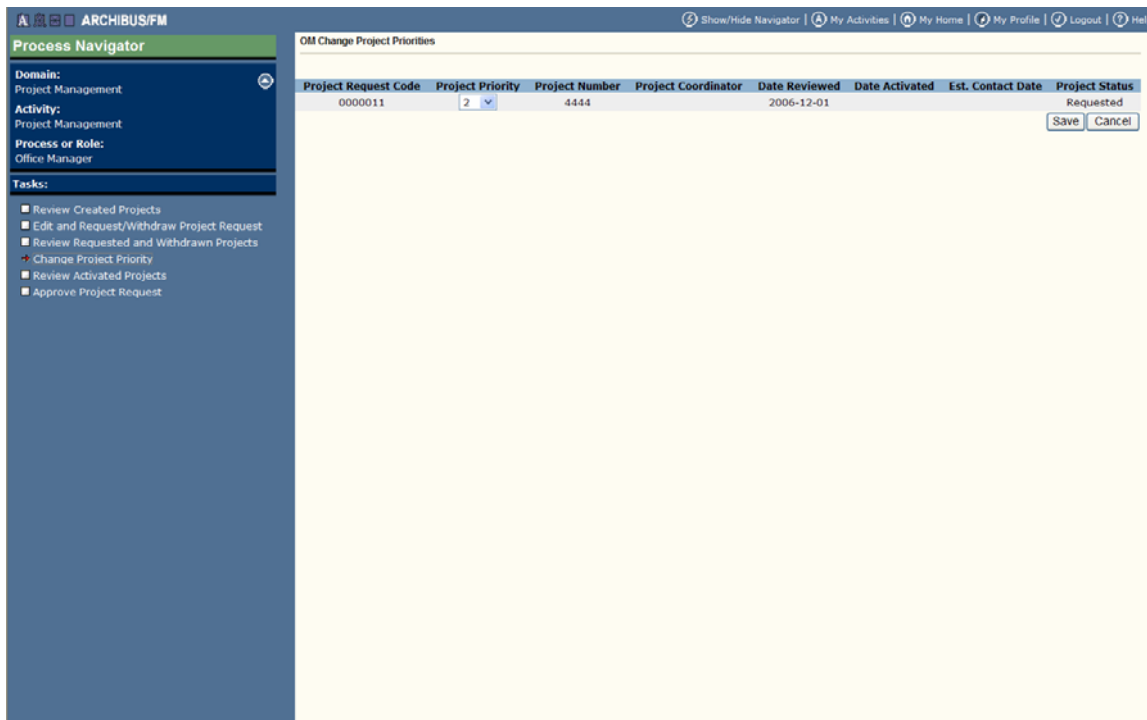 ARCHIBUS/FM
Show/Hide Navigator | My Activities | My Home | My Profile | Logout | Hel
Process Navigator
Domain:
Project Management
Activity:
Project Management
Process or Role:
Office Manager
Tasks:
Review Created Projects
Edit and Request/Withdraw Project Request
Review Requested and Withdrawn Projects
Change Project Priority
Review Activated Projects
Approve Project Request
OM Change Project Priorities
Project Request Code Project Priority Project Number Project Coordinator Date Reviewed Date Activated Est. Contact Date Project Status
0000011 2 4444 2006-12-01 Requested
Save Cancel